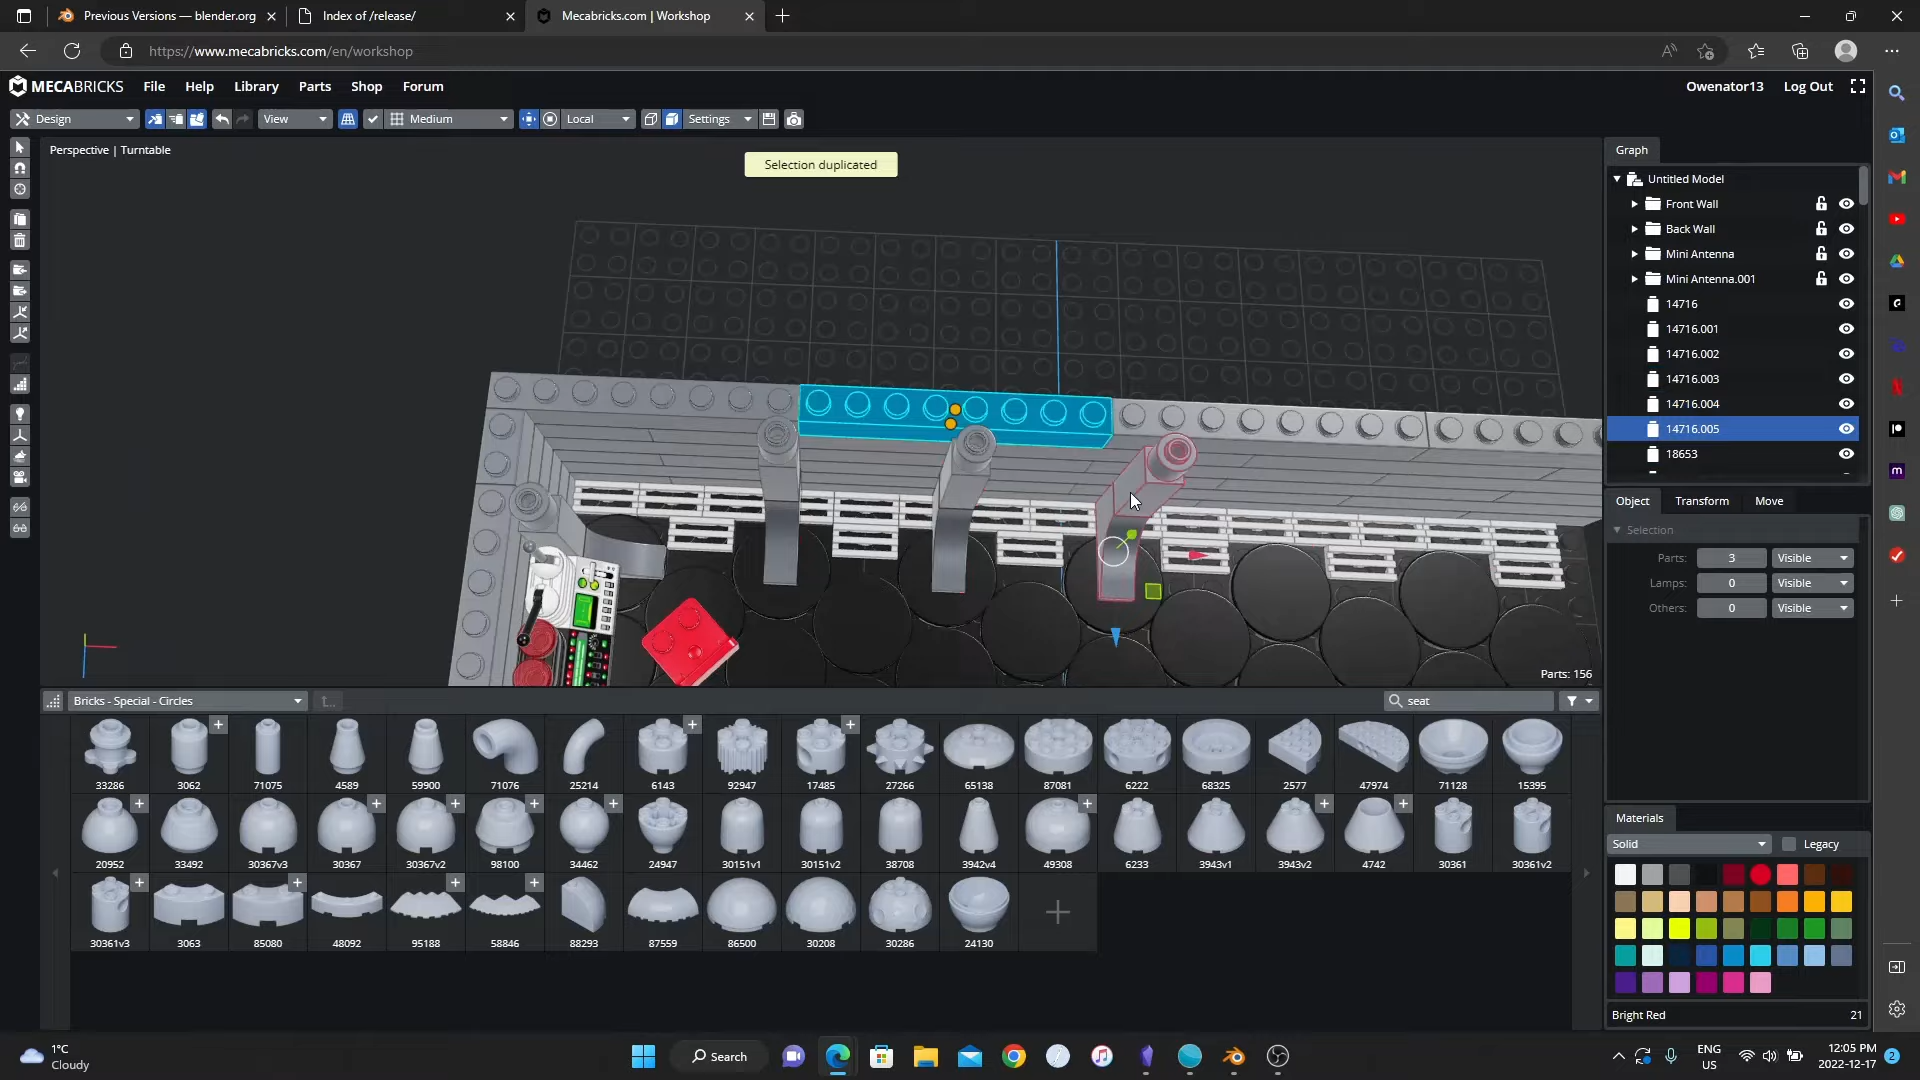 Previous Versions — blender.org
Index of /release/
Mecabricks.com | Workshop
https://www.mecabricks.com/en/workshop
MECABRICKS
File
Help
Library
Parts
Shop
Forum
Owenator13
Log Out
Design
View
Medium
Local
Settings
Perspective | Turntable
Selection duplicated
Graph
Untitled Model
Front Wall
Back Wall
Mini Antenna
Mini Antenna.001
14716
14716.001
14716.002
14716.003
14716.004
14716.005
18653
Object
Transform
Move
Selection
Parts: 3 Visible
Lamps: 0 Visible
Others: 0 Visible
Parts: 156
Bricks - Special - Circles
seat
33286 3062 71075 4589 59900 71076 25214 6143 92947 17485 27266 65138 87081 6222 68325 2577 47974 71128 15395
20952 33492 30367v3 30367 30367v2 98100 34462 24947 30151v1 30151v2 38708 3942v4 49308 6233 3943v1 3943v2 4742 30361 30361v2
30361v3 3063 85080 48092 95188 58846 88293 87559 86500 30208 30286 24130
Materials
Solid
Legacy
Bright Red 21
1°C
Cloudy
Search
ENG
US
12:05 PM
2022-12-17
2